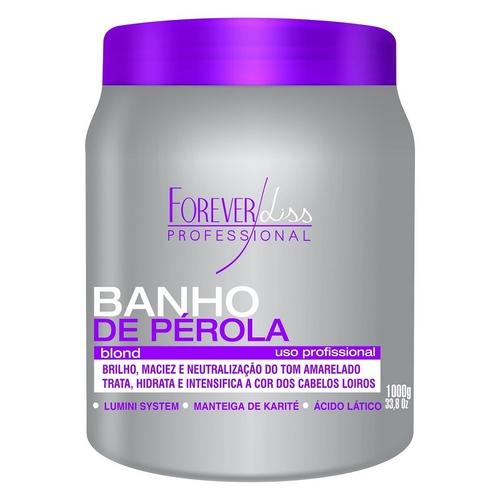 FOREVER Liss
PROFESSIONAL
BANHO
DE PÉROLA
blond uso profissional
BRILHO, MACIEZ E NEUTRALIZAÇÃO DO TOM AMARELADO
TRATA, HIDRATA E INTENSIFICA A COR DOS CABELOS LOIROS
• LUMINI SYSTEM • MANTEIGA DE KARITÉ • ÁCIDO LÁTICO
1000g
33,8 Oz